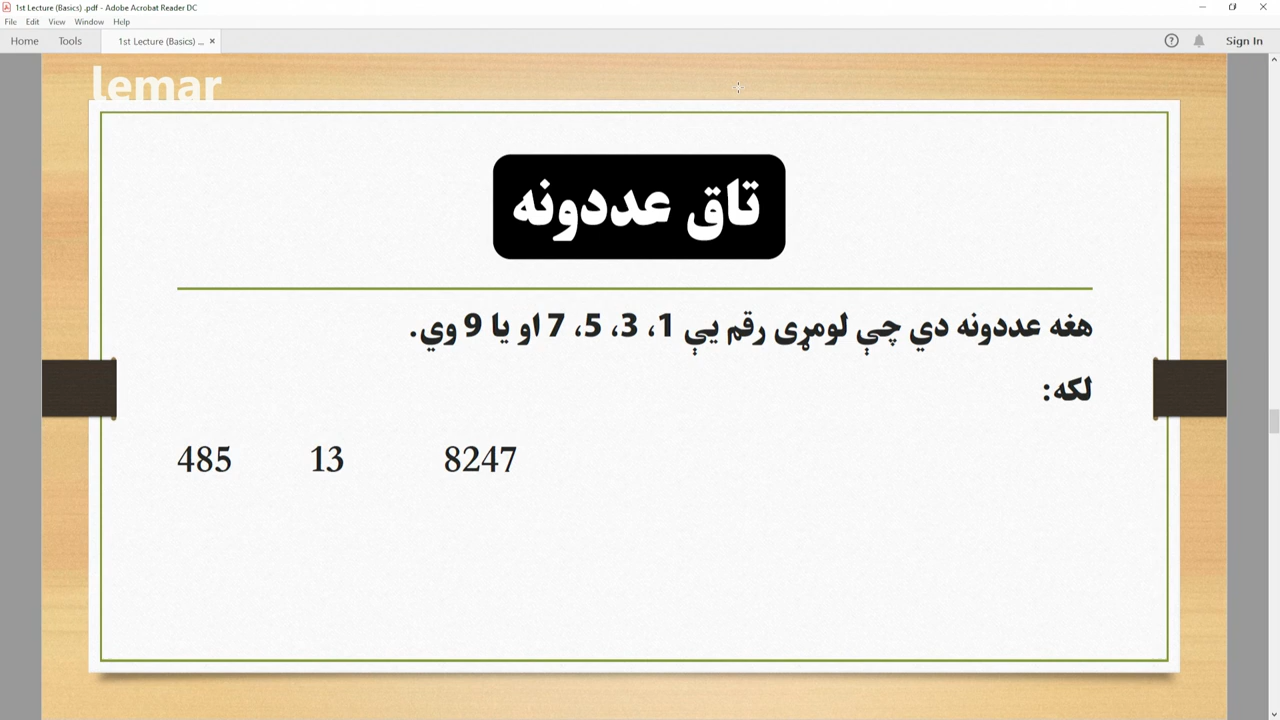 1st Lecture (Basics) .pdf - Adobe Acrobat Reader DC
File Edit View Window Help
Home Tools 1st Lecture (Basics) ... × Sign In
lemar
تاق عددونه
هغه عددونه دي چې لومړی رقم يې 1، 3، 5، 7 او يا 9 وي.
لکه:
485 13 8247